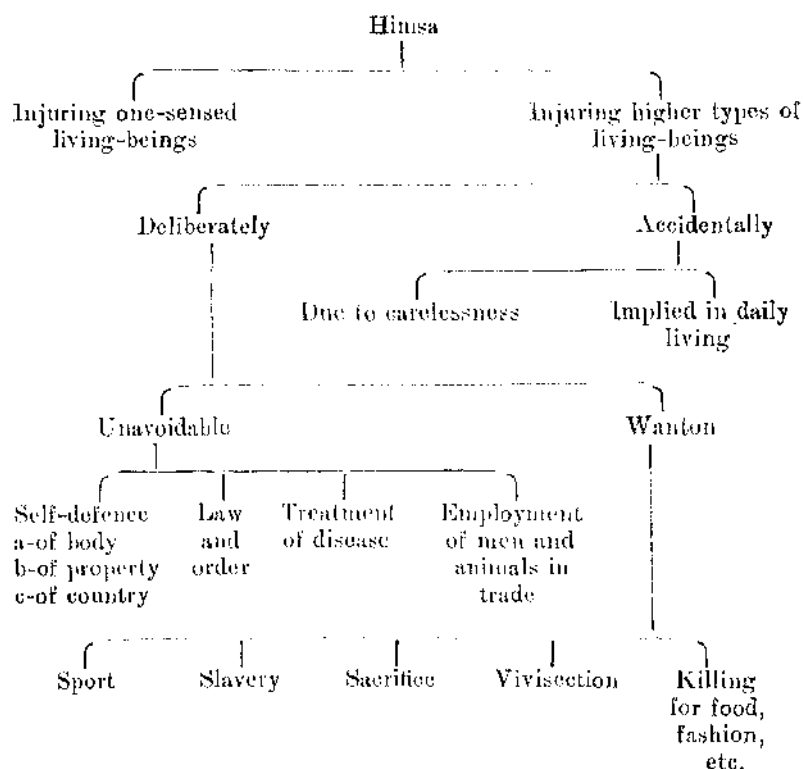 Himsa
Injuring one-sensed
living-beings
Injuring higher types of
living-beings
Deliberately
Accidentally
Due to carelessness
Implied in daily
living
Unavoidable
Wanton
Self-defence
a-of body
b-of property
c-of country
Law
and
order
Treatment
of disease
Employment
of men and
animals in
trade
Sport
Slavery
Sacrifice
Vivisection
Killing
for food,
fashion,
etc.